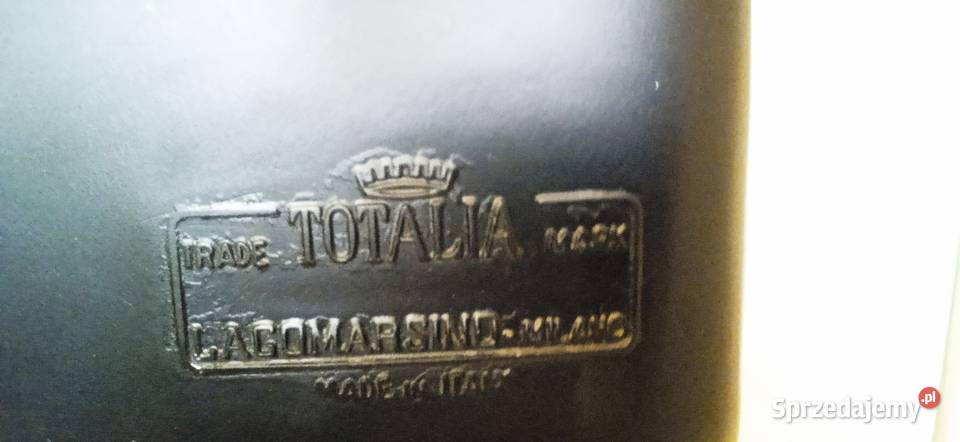 TRADE TOTALIA MARK
LAGOMARSINO-MILANO
MADE IN ITALY
Sprzedajemy.pl